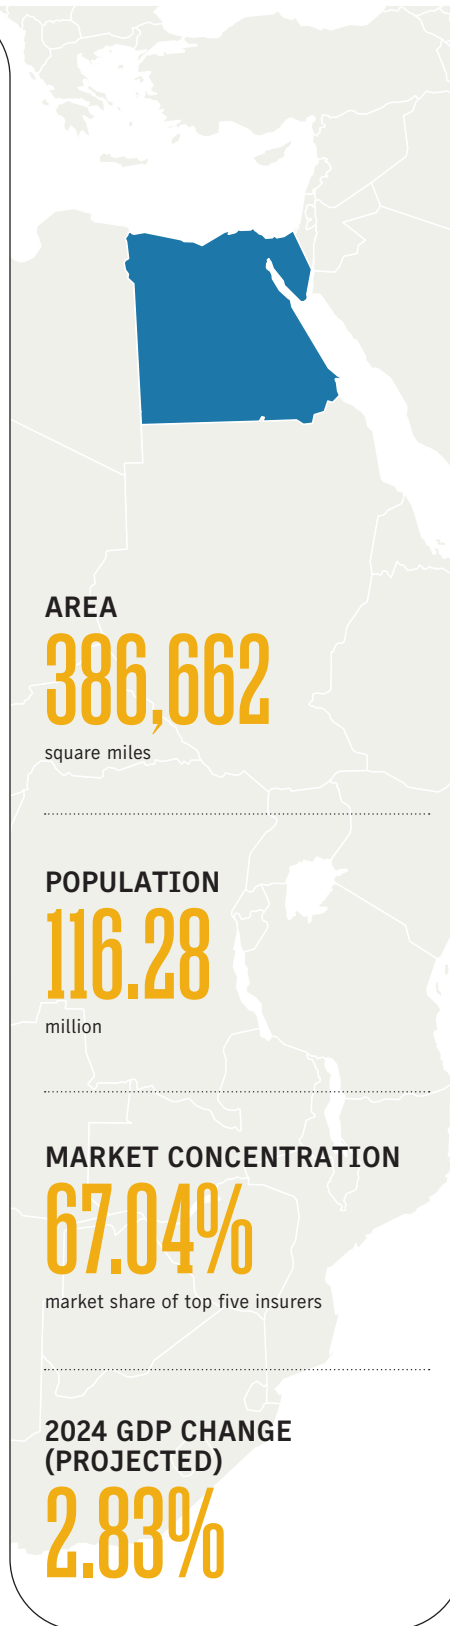 AREA
386,662
square miles
POPULATION
116.28
million
MARKET CONCENTRATION
67.04%
market share of top five insurers
2024 GDP CHANGE
(PROJECTED)
2.83%